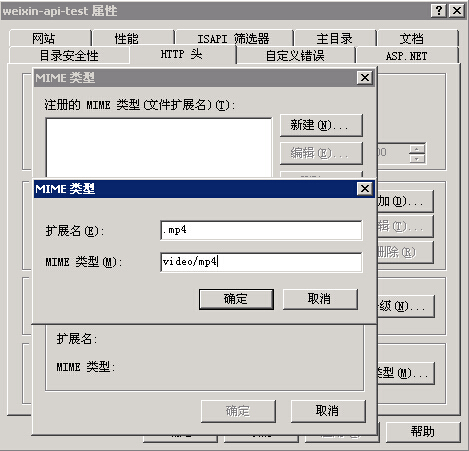 weixin-api-test 属性
网站 性能 ISAPI 筛选器 主目录 文档
目录安全性 HTTP 头 自定义错误 ASP.NET
MIME 类型
注册的 MIME 类型(文件扩展名)(T):
新建(N)...
编辑(E)...
MIME 类型
扩展名(E): .mp4
MIME 类型(M): video/mp4
确定 取消
加(D)...
辑(T)...
删除(R)
级(N)...
扩展名:
MIME 类型:
类型(M)...
确定 取消
帮助